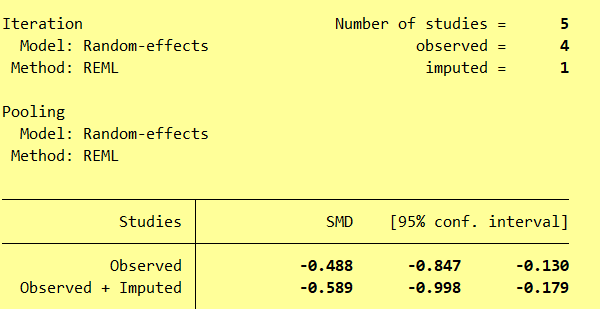 Iteration Number of studies = 5
Model: Random-effects observed = 4
Method: REML imputed = 1
Pooling
Model: Random-effects
Method: REML
Studies SMD [95% conf. interval]
Observed -0.488 -0.847 -0.130
Observed + Imputed -0.589 -0.998 -0.179